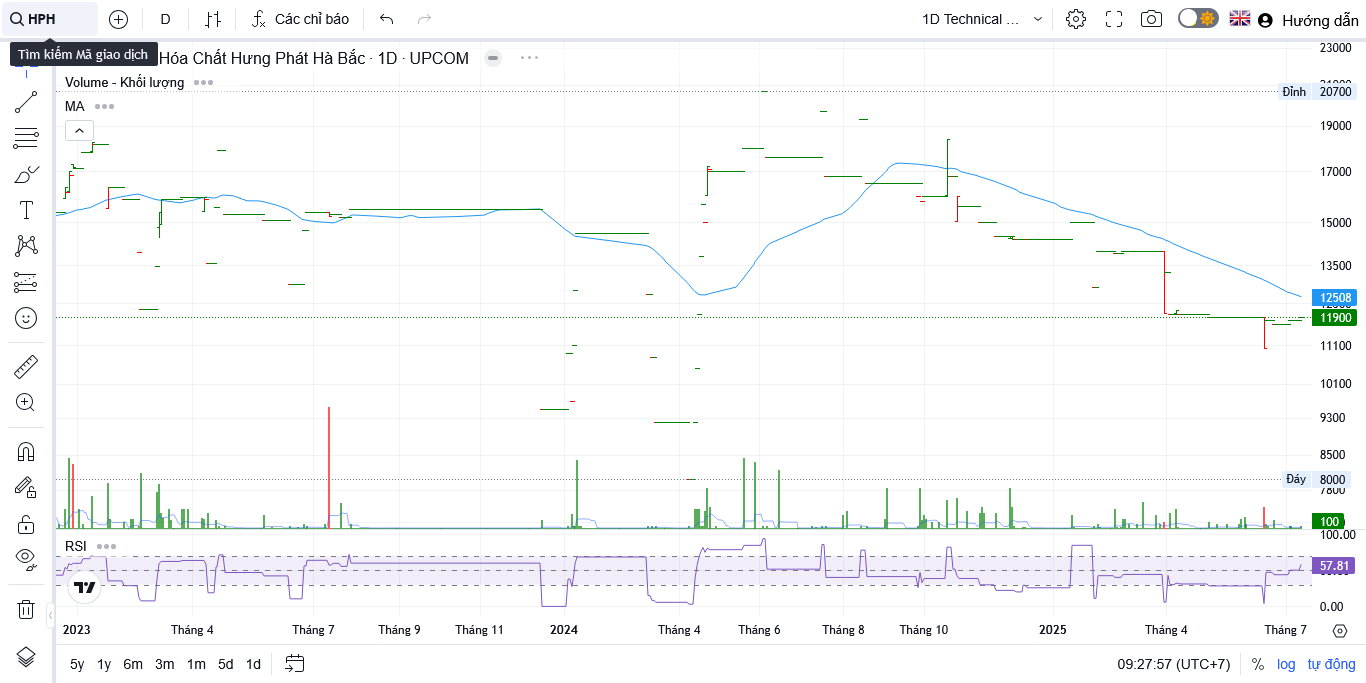 HPH
D
Các chỉ báo
1D Technical ...
Hướng dẫn
Tìm kiếm Mã giao dịch
Hóa Chất Hưng Phát Hà Bắc · 1D · UPCOM
Volume - Khối lượng
MA
23000
Đỉnh 20700
19000
17000
15000
13500
12508
11900
11100
10100
9300
8500
Đáy 8000
7800
100
RSI
100.00
57.81
0.00
2023 Tháng 4 Tháng 7 Tháng 9 Tháng 11 2024 Tháng 4 Tháng 6 Tháng 8 Tháng 10 2025 Tháng 4 Tháng 7
5y 1y 6m 3m 1m 5d 1d
09:27:57 (UTC+7) % log tự động